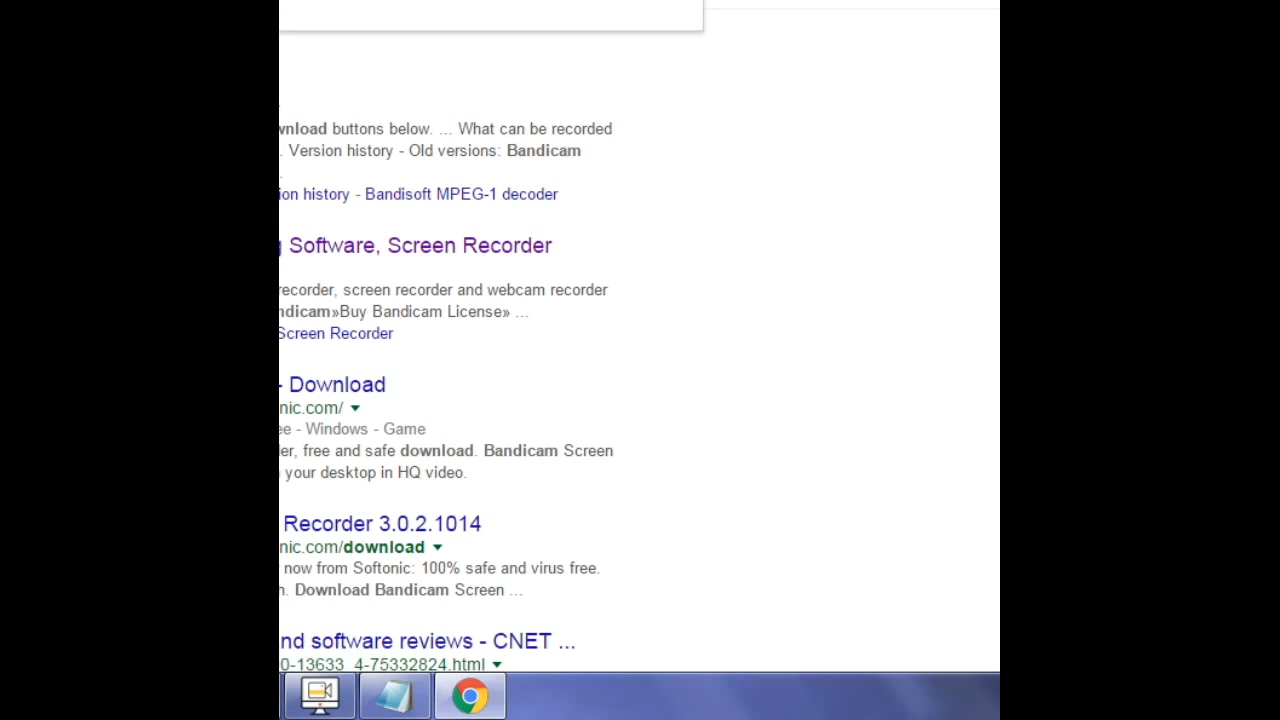 wnload buttons below. ... What can be recorded
. Version history - Old versions: Bandicam
ion history - Bandisoft MPEG-1 decoder
g Software, Screen Recorder
recorder, screen recorder and webcam recorder
ndicam»Buy Bandicam License» ...
Screen Recorder
- Download
nic.com/
ee - Windows - Game
der, free and safe download. Bandicam Screen
your desktop in HQ video.
Recorder 3.0.2.1014
nic.com/download
now from Softonic: 100% safe and virus free.
h. Download Bandicam Screen ...
nd software reviews - CNET ...
0-13633_4-75332824.html